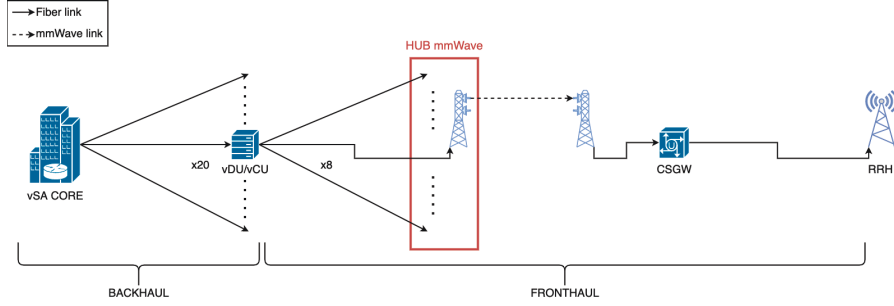 Fiber link
mmWave link
HUB mmWave
x20
vDU/vCU
x8
vSA CORE
CSGW
RRH
BACKHAUL
FRONTHAUL